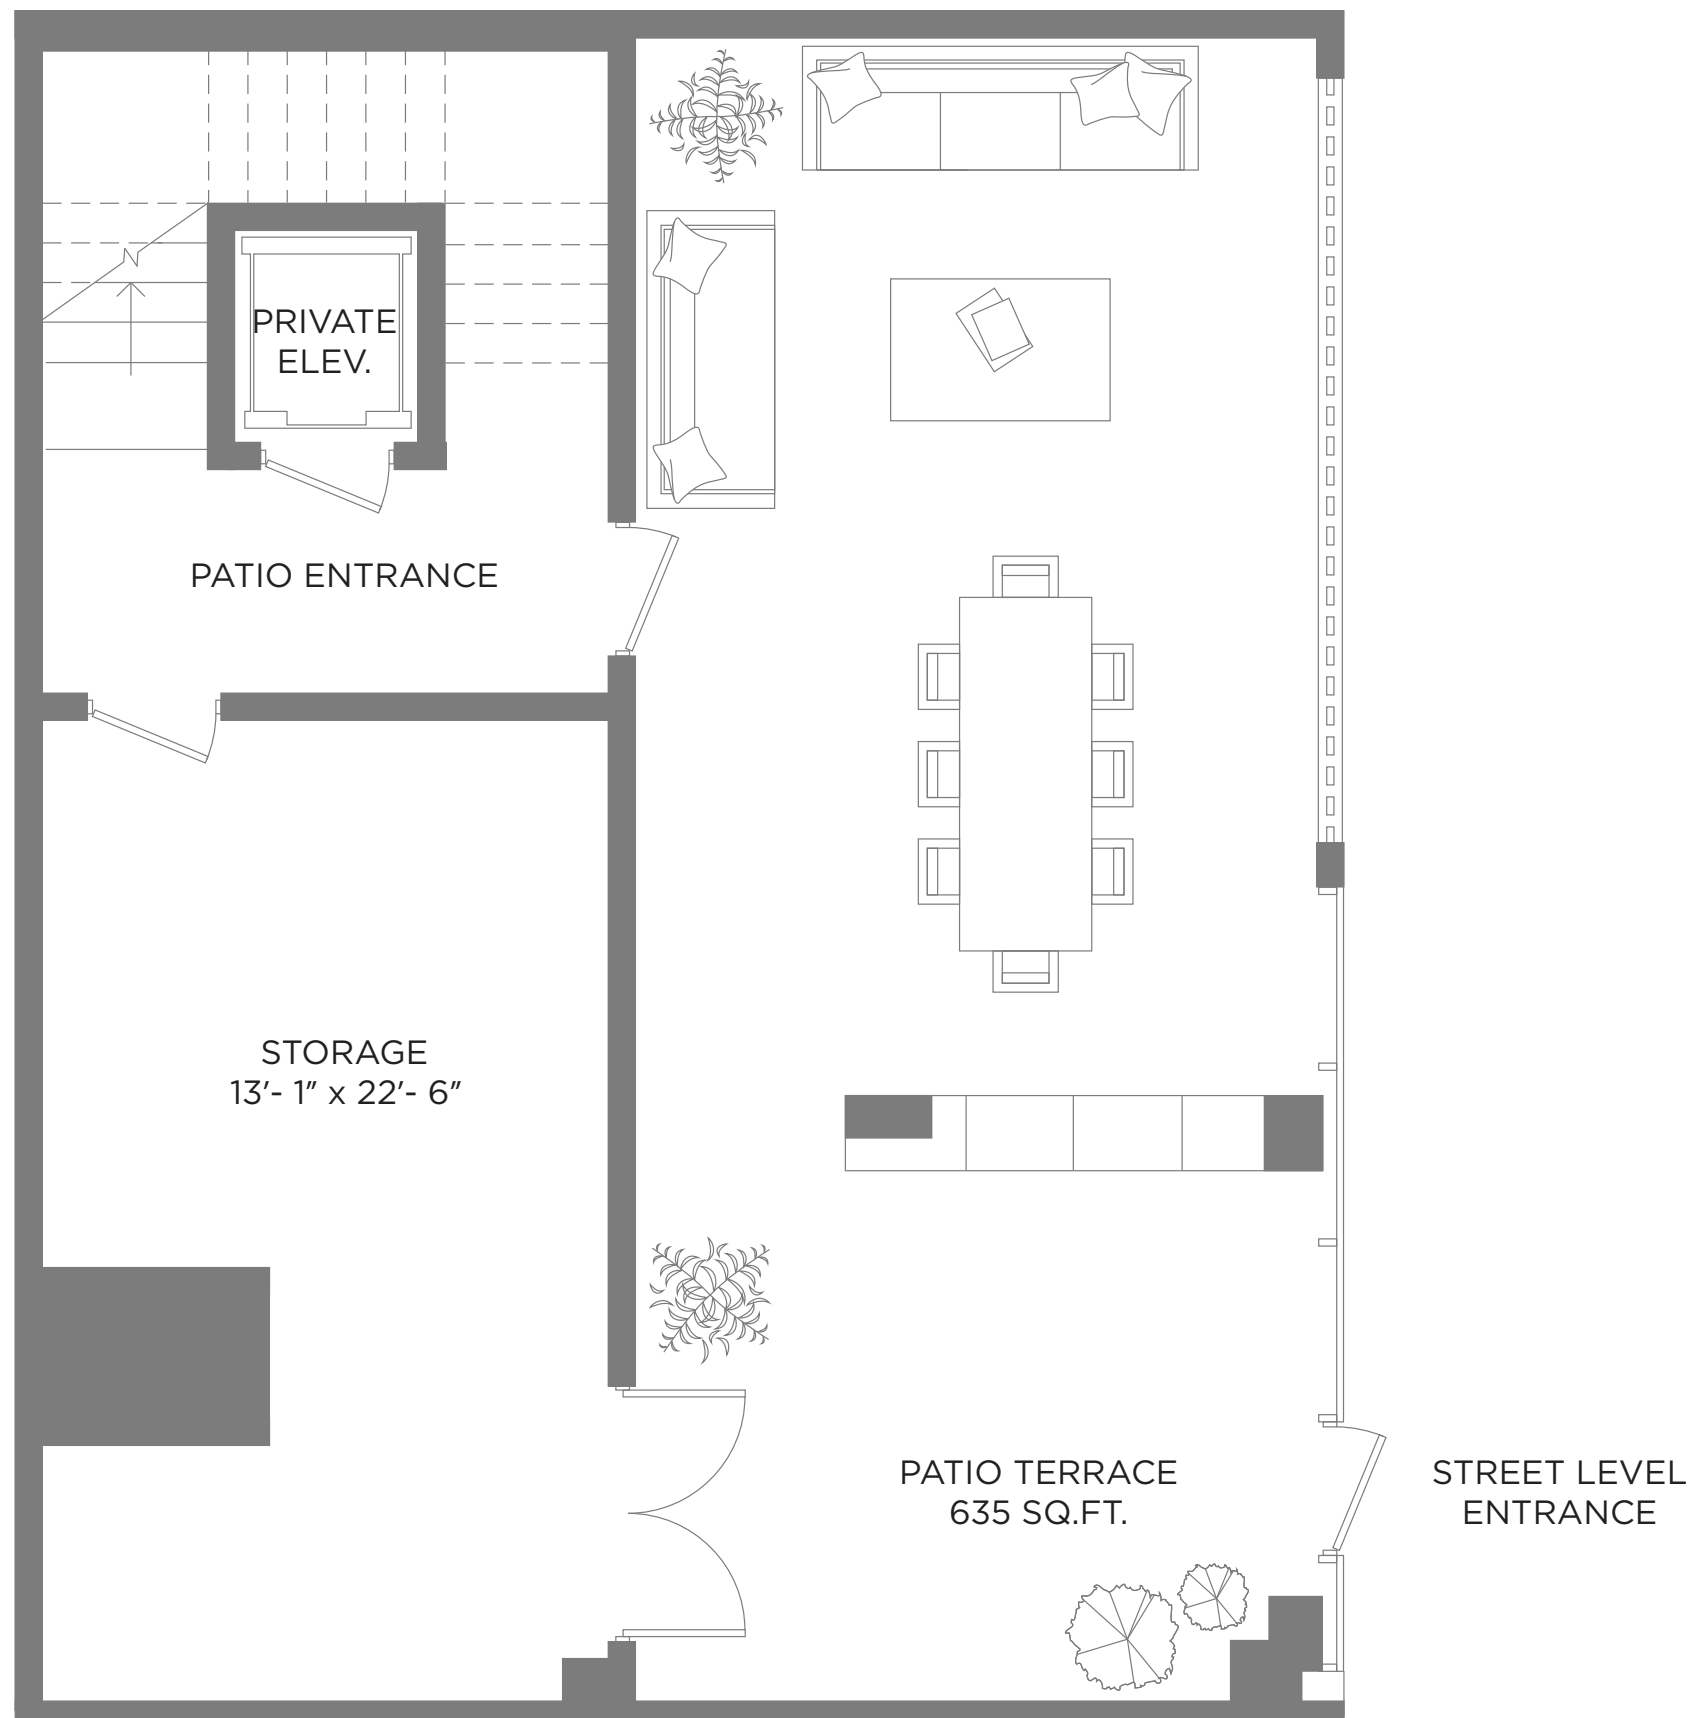 PRIVATE
ELEV.
PATIO ENTRANCE
STORAGE
13'- 1" x 22'- 6"
PATIO TERRACE
635 SQ.FT.
STREET LEVEL
ENTRANCE